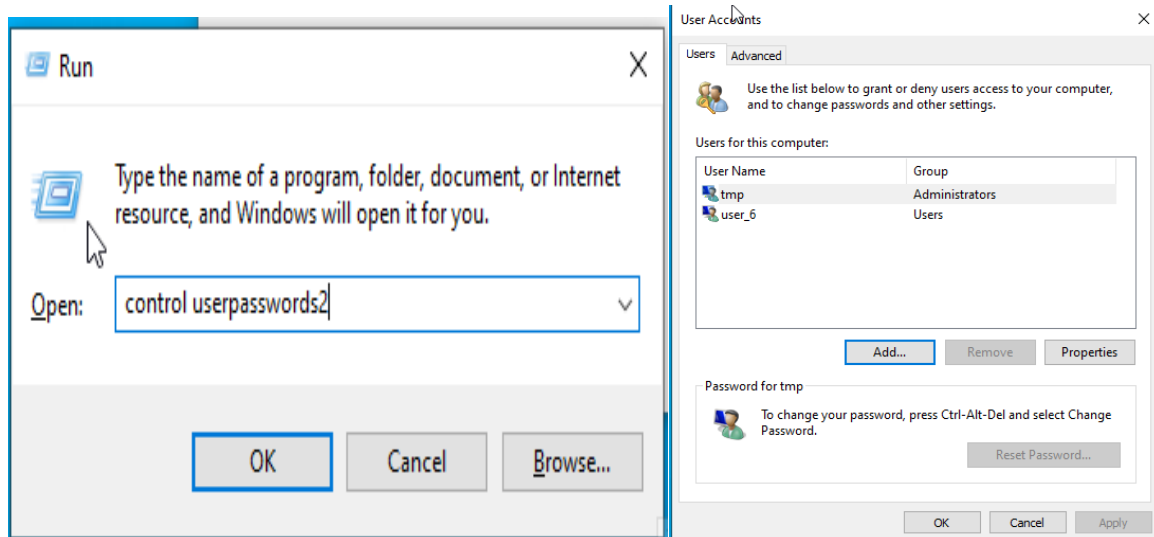 Run
Type the name of a program, folder, document, or Internet
resource, and Windows will open it for you.
Open: control userpasswords2
OK Cancel Browse...
User Accounts
Users Advanced
Use the list below to grant or deny users access to your computer,
and to change passwords and other settings.
Users for this computer:
User Name Group
tmp Administrators
user_6 Users
Add... Remove Properties
Password for tmp
To change your password, press Ctrl-Alt-Del and select Change
Password.
Reset Password...
OK Cancel Apply